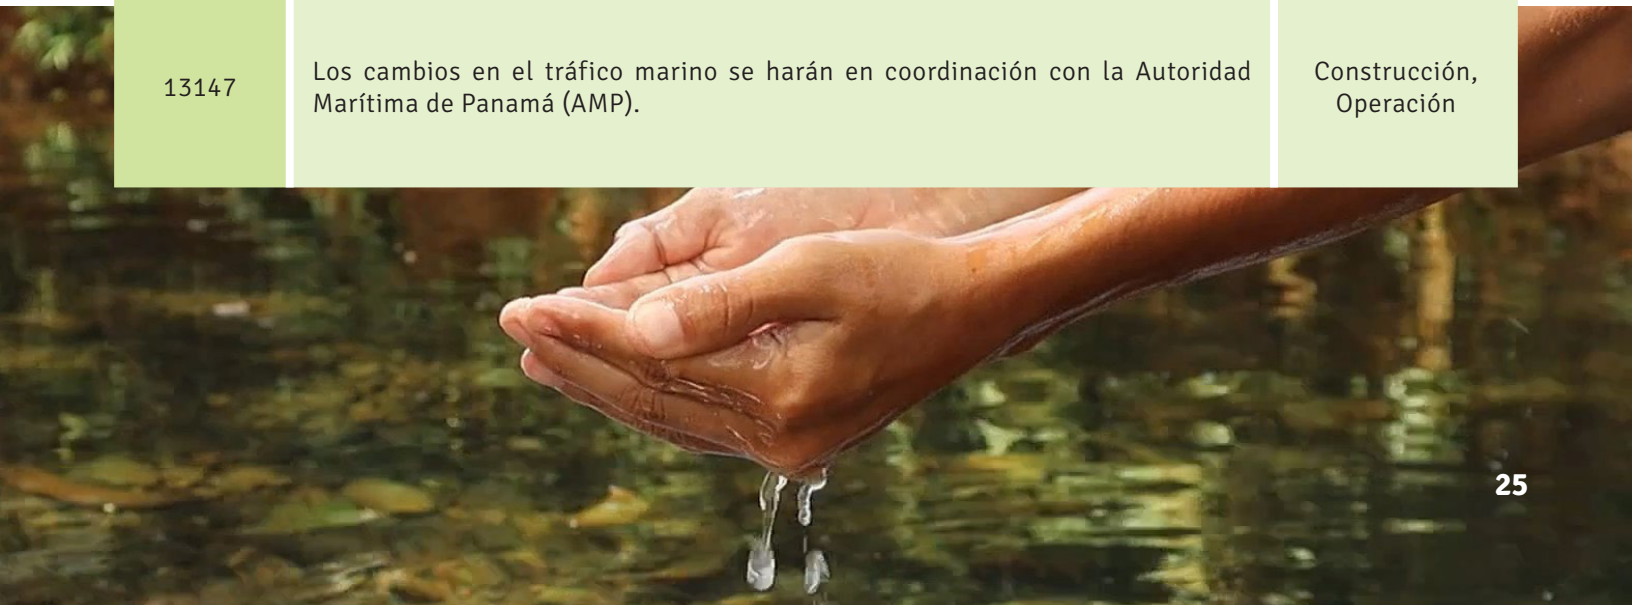 13147
Los cambios en el tráfico marino se harán en coordinación con la Autoridad
Marítima de Panamá (AMP).
Construcción,
Operación
25